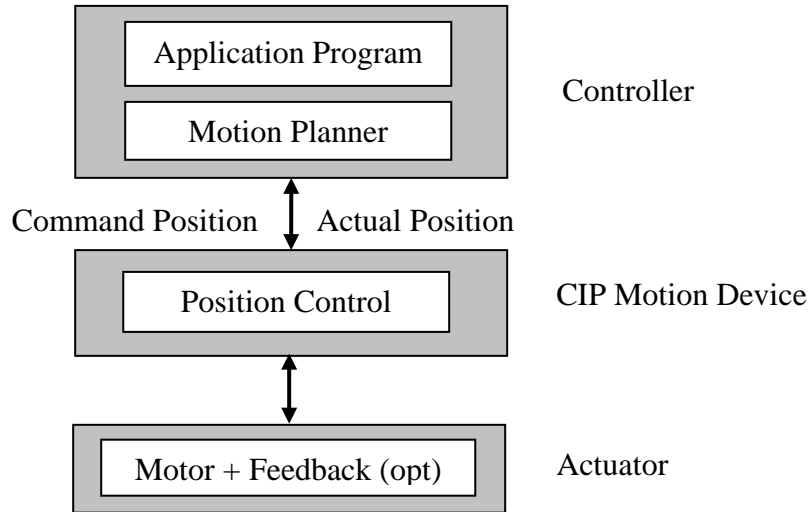 Application Program
Controller
Motion Planner
Command Position
Actual Position
Position Control
CIP Motion Device
Motor + Feedback (opt)
Actuator